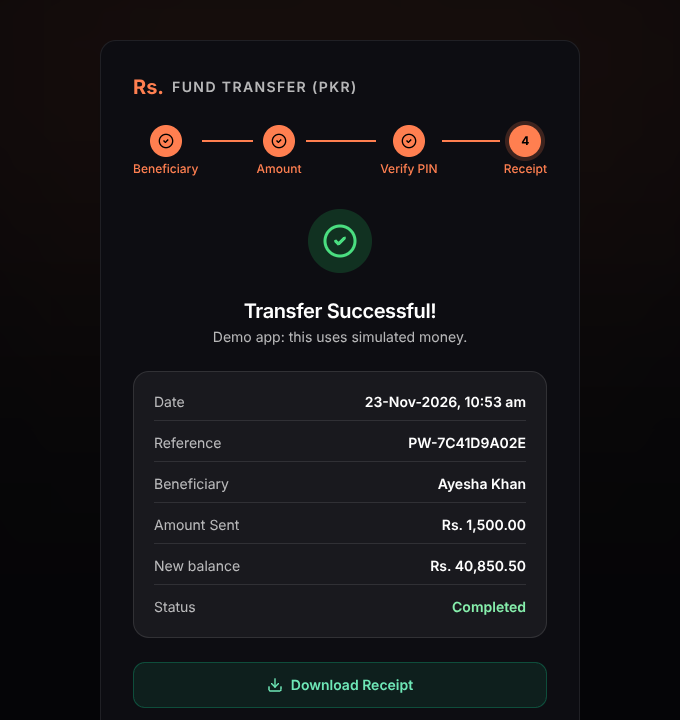 Rs. FUND TRANSFER (PKR)
4
Beneficiary Amount Verify PIN Receipt
Transfer Successful!
Demo app: this uses simulated money.
Date 23-Nov-2026, 10:53 am
Reference PW-7C41D9A02E
Beneficiary Ayesha Khan
Amount Sent Rs. 1,500.00
New balance Rs. 40,850.50
Status Completed
Download Receipt